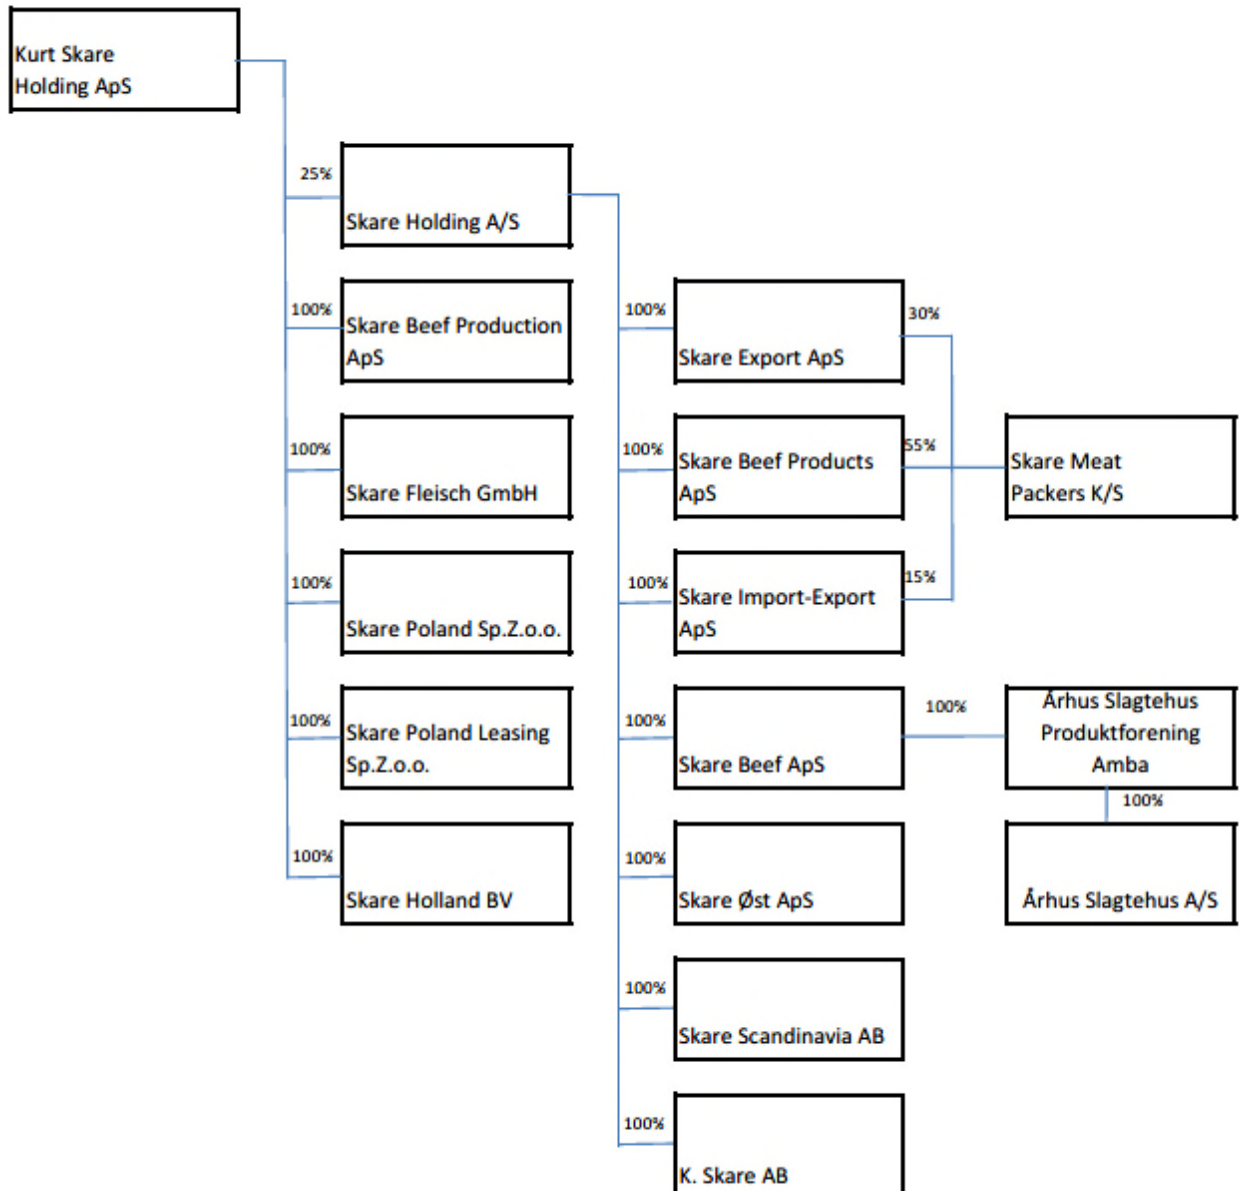 Kurt Skare
Holding ApS
25%
Skare Holding A/S
100%
Skare Beef Production
ApS
100%
Skare Export ApS
30%
100%
Skare Fleisch GmbH
100%
Skare Beef Products
ApS
55%
Skare Meat
Packers K/S
100%
Skare Poland Sp.Z.o.o.
100%
Skare Import-Export
ApS
15%
100%
Skare Poland Leasing
Sp.Z.o.o.
100%
Skare Beef ApS
100%
Århus Slagtehus
Produktforening
Amba
100%
100%
Skare Holland BV
100%
Skare Øst ApS
Århus Slagtehus A/S
100%
Skare Scandinavia AB
100%
K. Skare AB